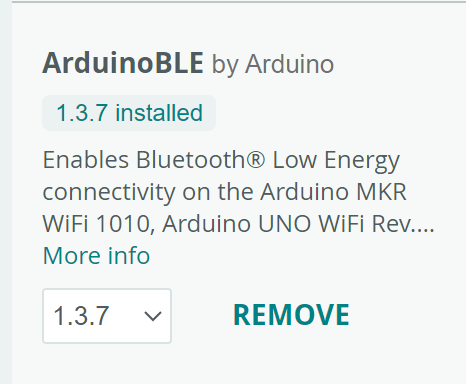 ArduinoBLE by Arduino
1.3.7 installed
Enables Bluetooth® Low Energy
connectivity on the Arduino MKR
WiFi 1010, Arduino UNO WiFi Rev....
More info
1.3.7 REMOVE